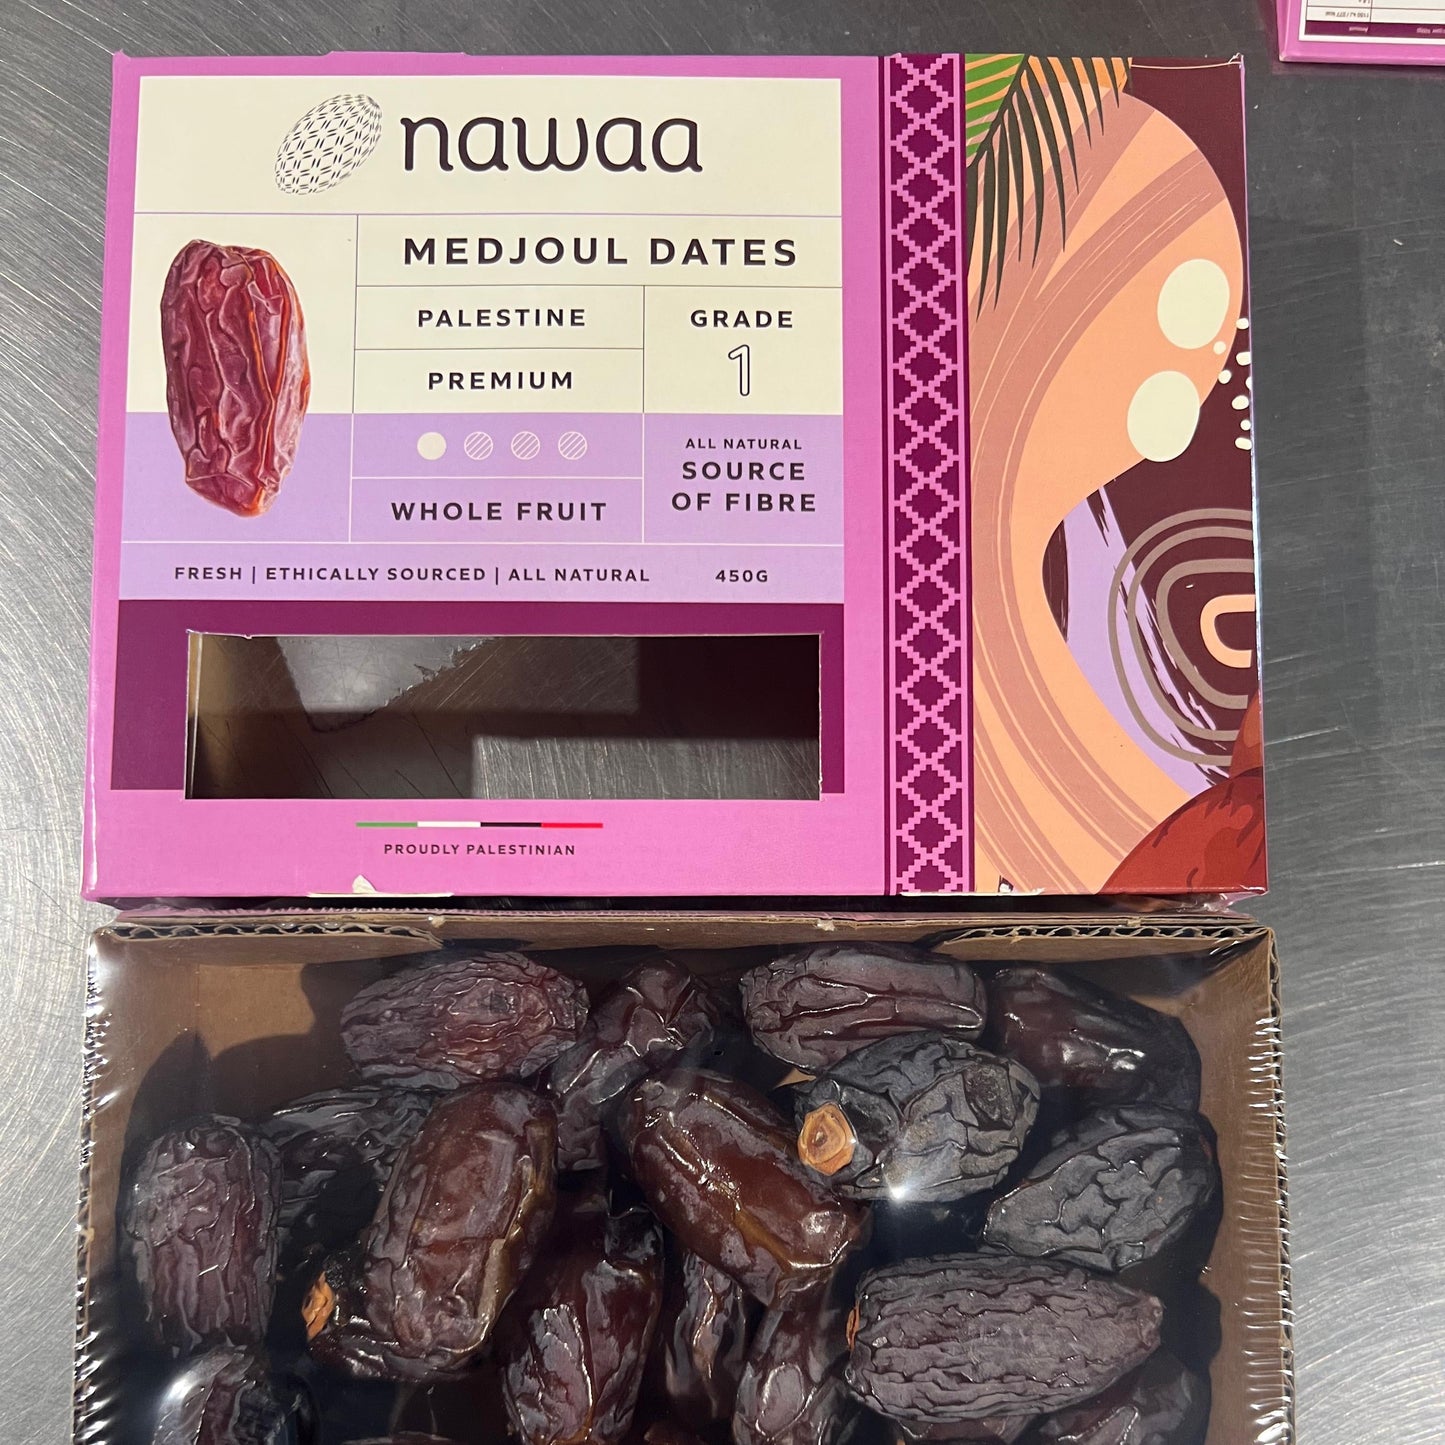 nawaa
MEDJOUL DATES
PALESTINE
PREMIUM
GRADE
1
WHOLE FRUIT
ALL NATURAL
SOURCE
OF FIBRE
FRESH | ETHICALLY SOURCED | ALL NATURAL
450G
PROUDLY PALESTINIAN